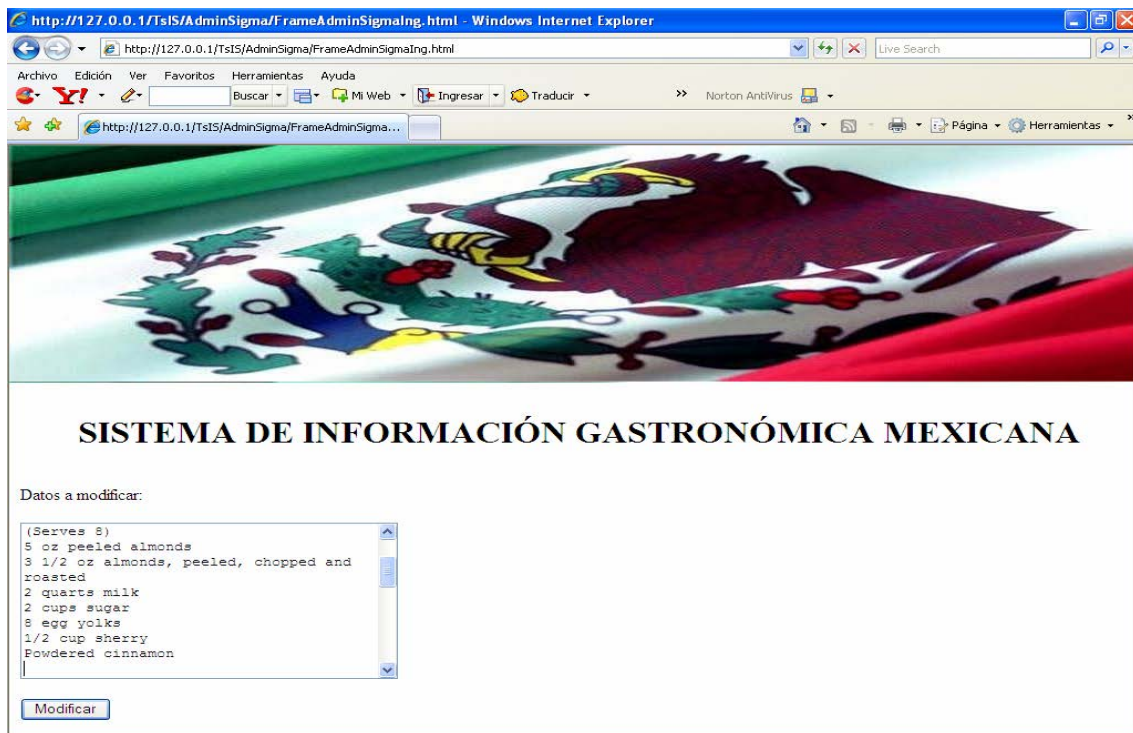 http://127.0.0.1/TsIS/AdminSigma/FrameAdminSigmaIng.html - Windows Internet Explorer
http://127.0.0.1/TsIS/AdminSigma/FrameAdminSigmaIng.html
Live Search
Archivo Edición Ver Favoritos Herramientas Ayuda
Y! Buscar Mi Web Ingresar Traducir >> Norton AntiVirus
http://127.0.0.1/TsIS/AdminSigma/FrameAdminSigma... Página Herramientas >>
SISTEMA DE INFORMACIÓN GASTRONÓMICA MEXICANA
Datos a modificar:
(Serves 8)
5 oz peeled almonds
3 1/2 oz almonds, peeled, chopped and
roasted
2 quarts milk
2 cups sugar
8 egg yolks
1/2 cup sherry
Powdered cinnamon
Modificar